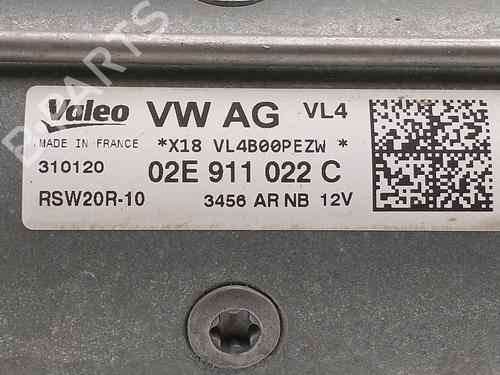 B-PARTS
Valeo VW AG VL4
MADE IN FRANCE *X18 VL4B00PEZW *
310120 02E 911 022 C
RSW20R-10 3456 AR NB 12V